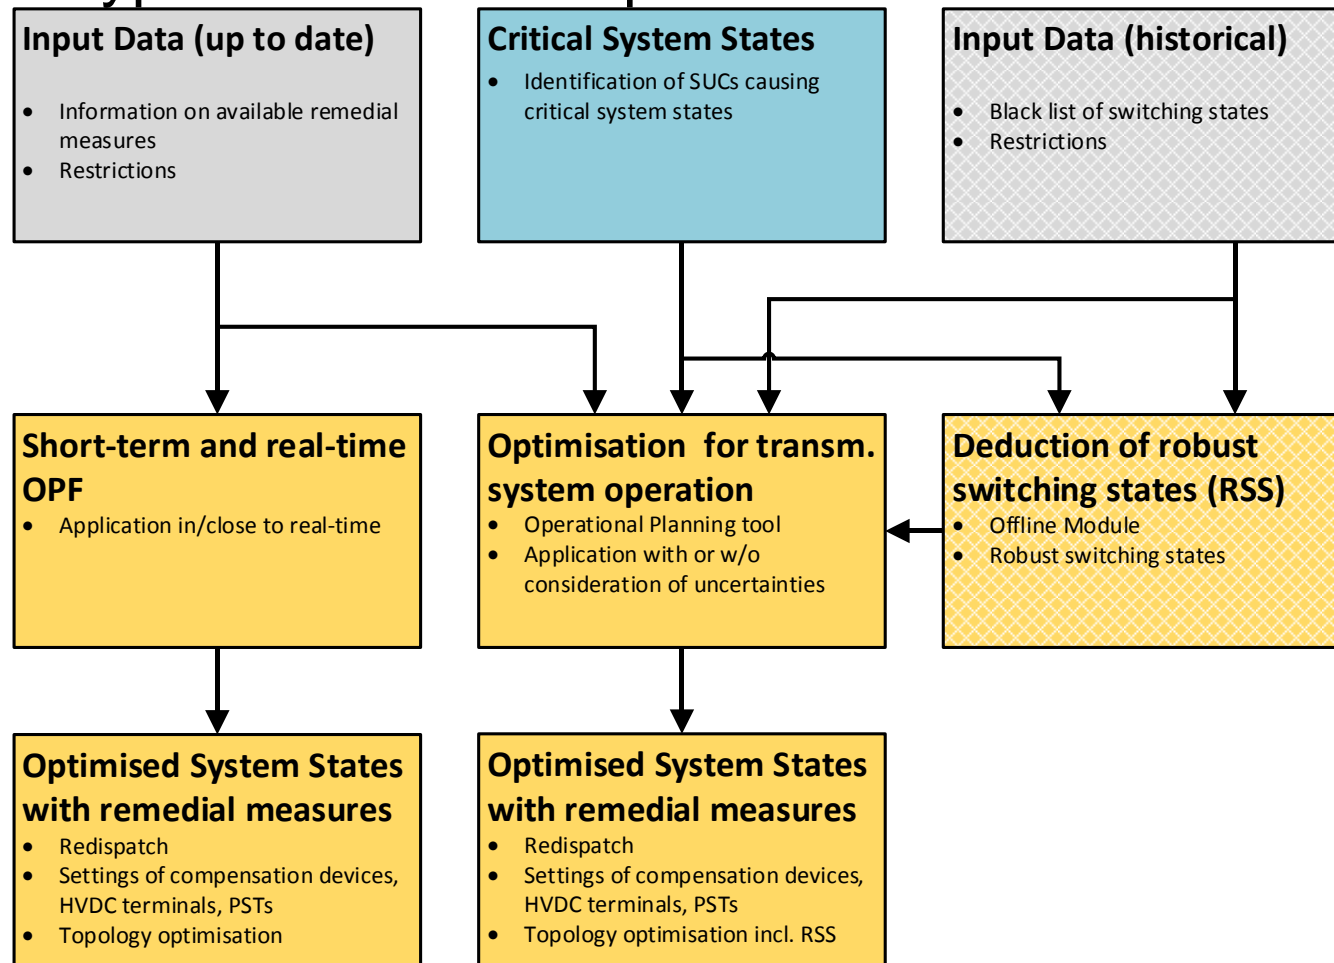 Input Data (up to date)
• Information on available remedial
measures
• Restrictions
Critical System States
• Identification of SUCs causing
critical system states
Input Data (historical)
• Black list of switching states
• Restrictions
Short-term and real-time
OPF
• Application in/close to real-time
Optimisation for transm.
system operation
• Operational Planning tool
• Application with or w/o
consideration of uncertainties
Deduction of robust
switching states (RSS)
• Offline Module
• Robust switching states
Optimised System States
with remedial measures
• Redispatch
• Settings of compensation devices,
HVDC terminals, PSTs
• Topology optimisation
Optimised System States
with remedial measures
• Redispatch
• Settings of compensation devices,
HVDC terminals, PSTs
• Topology optimisation incl. RSS